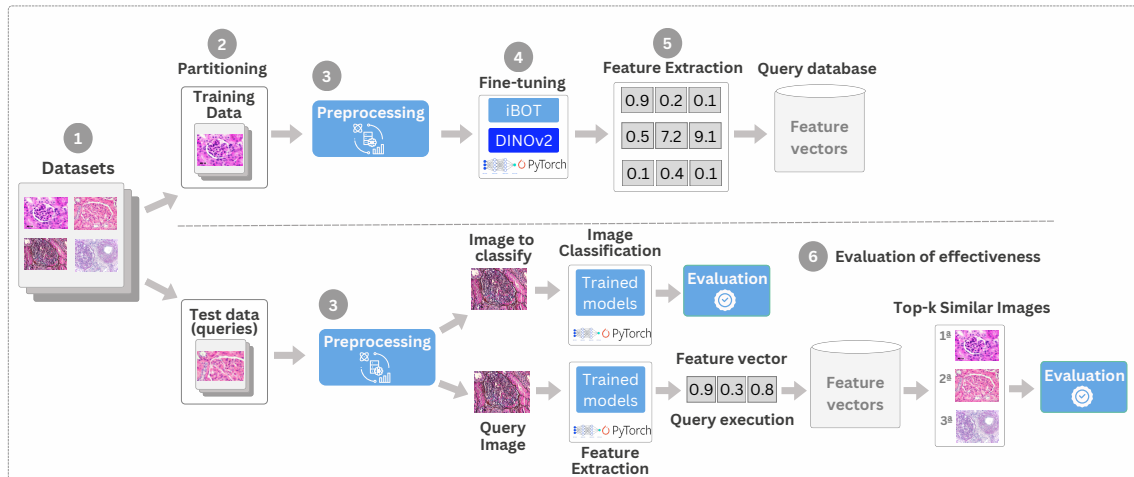 1
Datasets
2
Partitioning
Training
Data
3
Preprocessing
4
Fine-tuning
iBOT
DINOv2
PyTorch
5
Feature Extraction
0.9 0.2 0.1
0.5 7.2 9.1
0.1 0.4 0.1
Query database
Feature
vectors
Test data
(queries)
3
Preprocessing
Image to
classify
Image
Classification
Trained
models
PyTorch
Evaluation
Query
Image
Trained
models
PyTorch
Feature
Extraction
Feature vector
0.9 0.3 0.8
Query execution
6 Evaluation of effectiveness
Feature
vectors
Top-k Similar Images
1ª
2ª
3ª
Evaluation